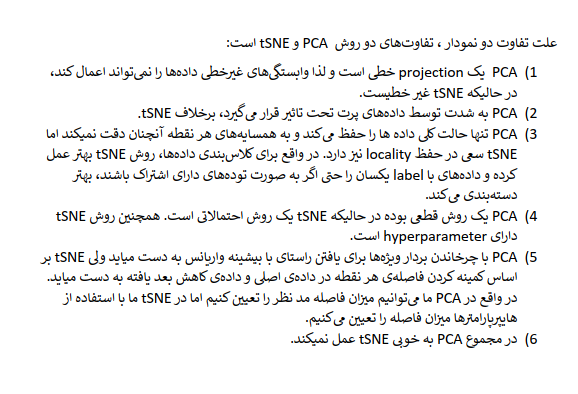 علت تفاوت دو نمودار ، تفاوت‌های دو روش PCA و tSNE است:
1) PCA یک projection خطی است و لذا وابستگی‌های غیرخطی داده‌ها را نمی‌تواند اعمال کند،
در حالیکه tSNE غیر خطیست.
2) PCA به شدت توسط داده‌های پرت تحت تاثیر قرار می‌گیرد، برخلاف tSNE.
3) PCA تنها حالت کلی داده ها را حفظ می‌کند و به همسایه‌های هر نقطه آنچنان دقت نمیکند اما
tSNE سعی در حفظ locality نیز دارد. در واقع برای کلاس‌بندی داده‌ها، روش tSNE بهتر عمل
کرده و داده‌های با label یکسان را حتی اگر به صورت توده‌های دارای اشتراک باشند، بهتر
دسته‌بندی می‌کند.
4) PCA یک روش قطعی بوده در حالیکه tSNE یک روش احتمالاتی است. همچنین روش tSNE
دارای hyperparameter است.
5) PCA با چرخاندن بردار ویژه‌ها برای یافتن راستای با بیشینه واریانس به دست میاید ولی tSNE بر
اساس کمینه کردن فاصله‌ی هر نقطه در داده‌ی اصلی و داده‌ی کاهش بعد یافته به دست میاید.
در واقع در PCA ما می‌توانیم میزان فاصله مد نظر را تعیین کنیم اما در tSNE ما با استفاده از
هایپرپارامترها میزان فاصله را تعیین می‌کنیم.
6) در مجموع PCA به خوبی tSNE عمل نمیکند.